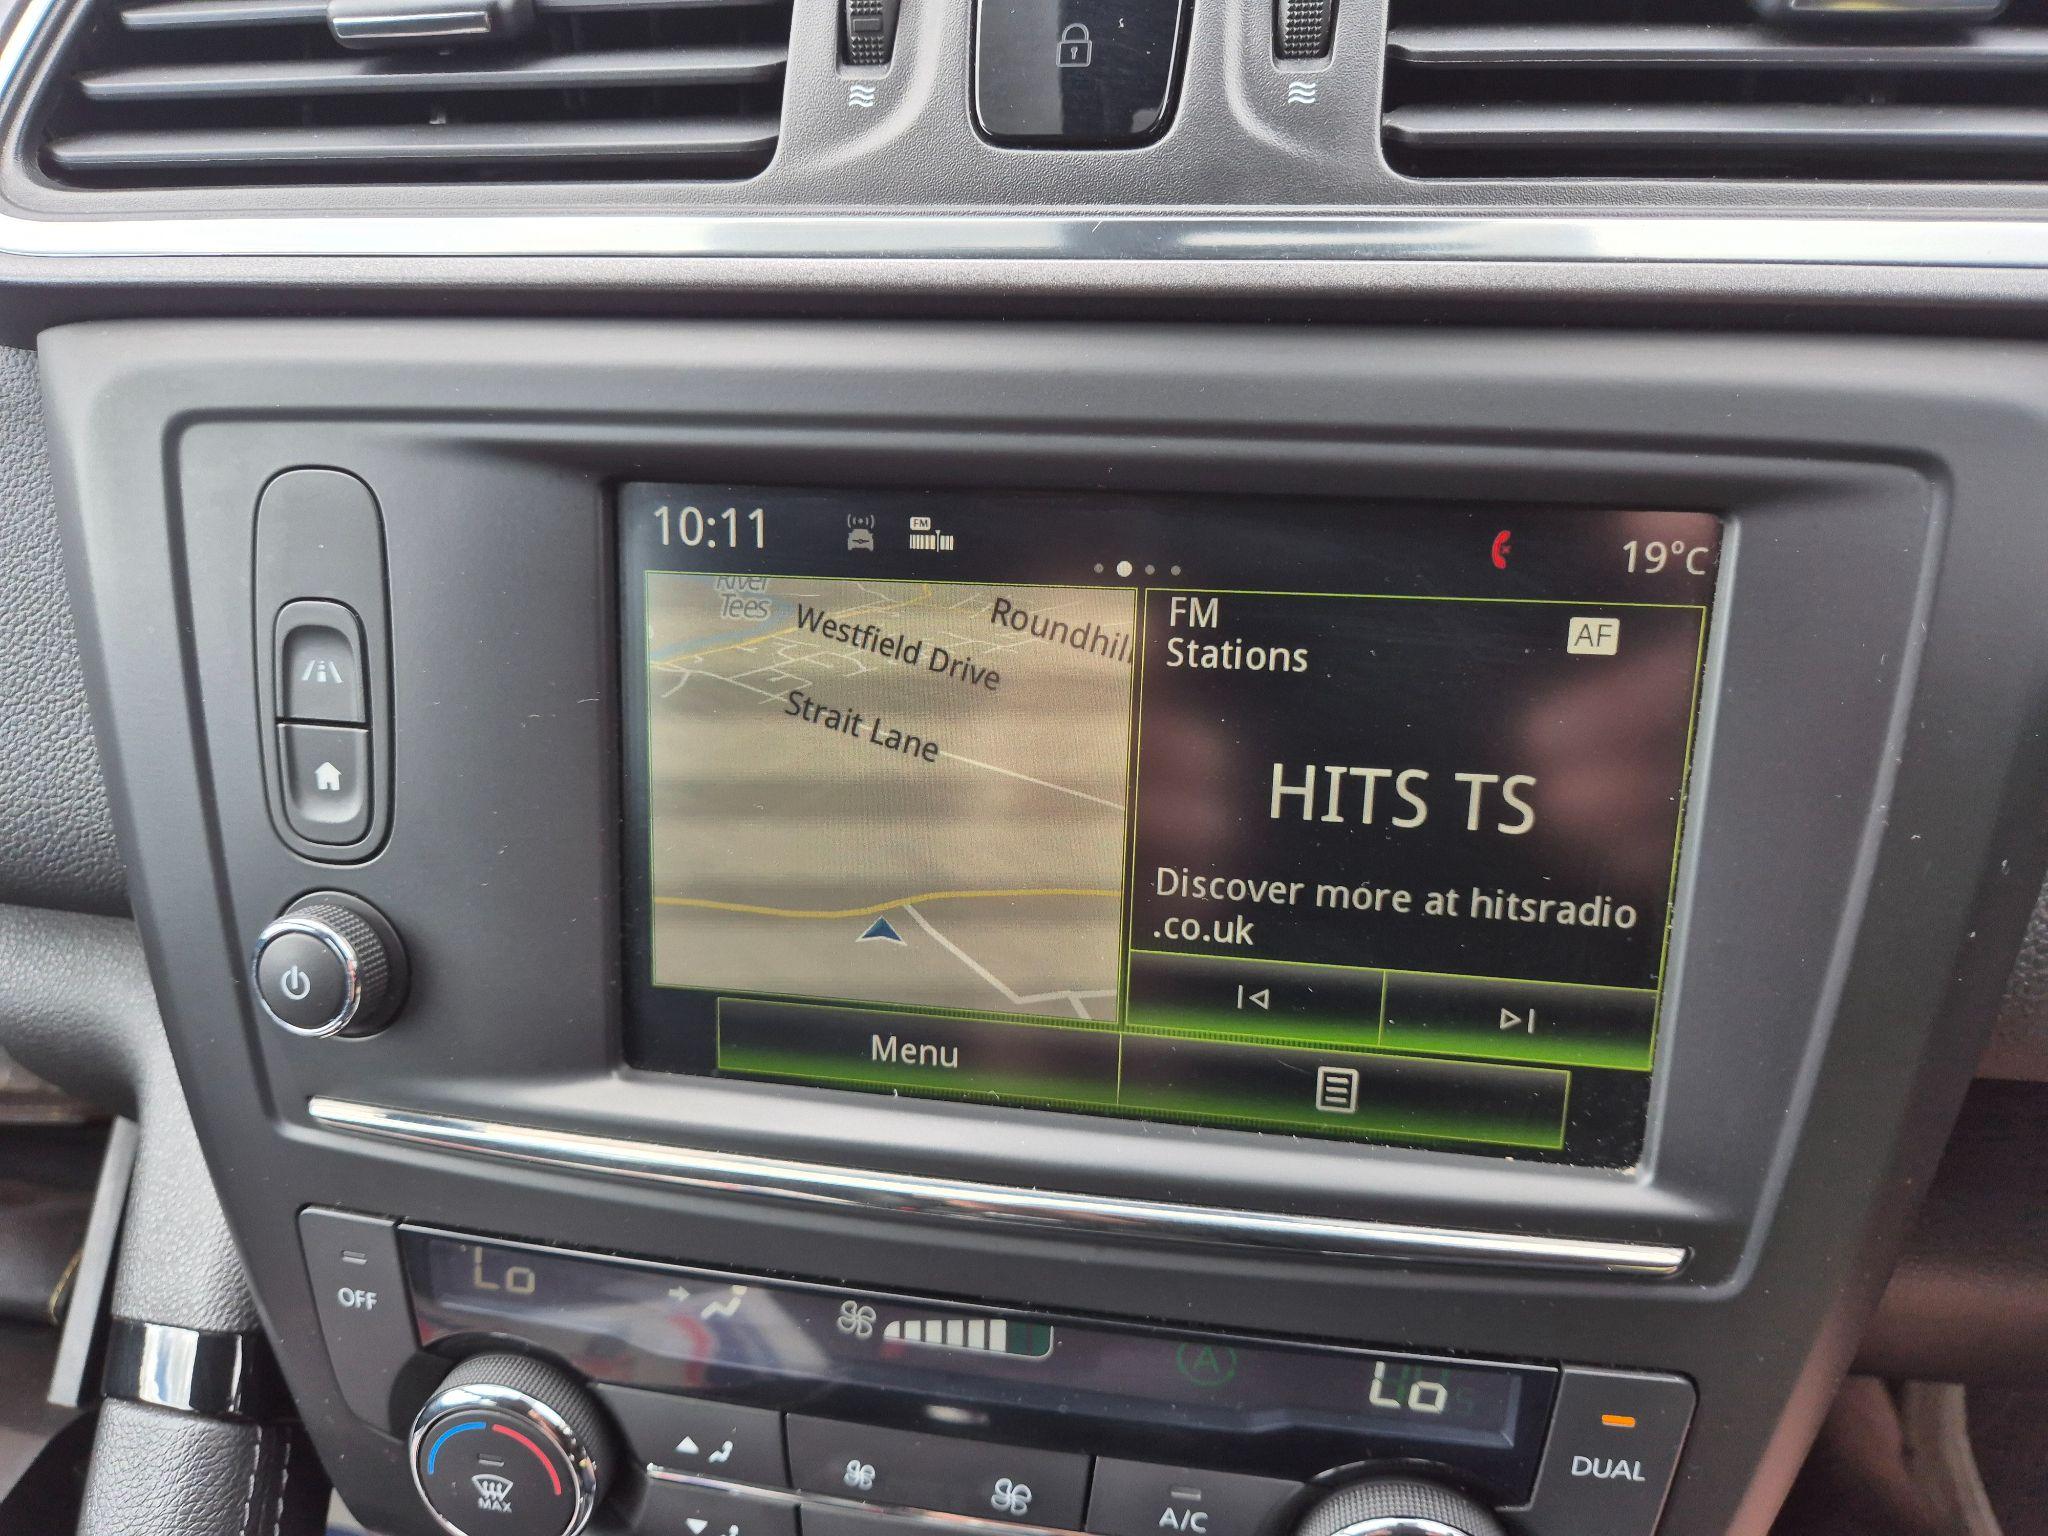 10:11
FM
19°C
River
Tees
Westfield Drive
Roundhill
Strait Lane
FM
Stations
AF
HITS TS
Discover more at hitsradio
.co.uk
Menu
OFF
Lo
A
Lo
DUAL
MAX
A/C